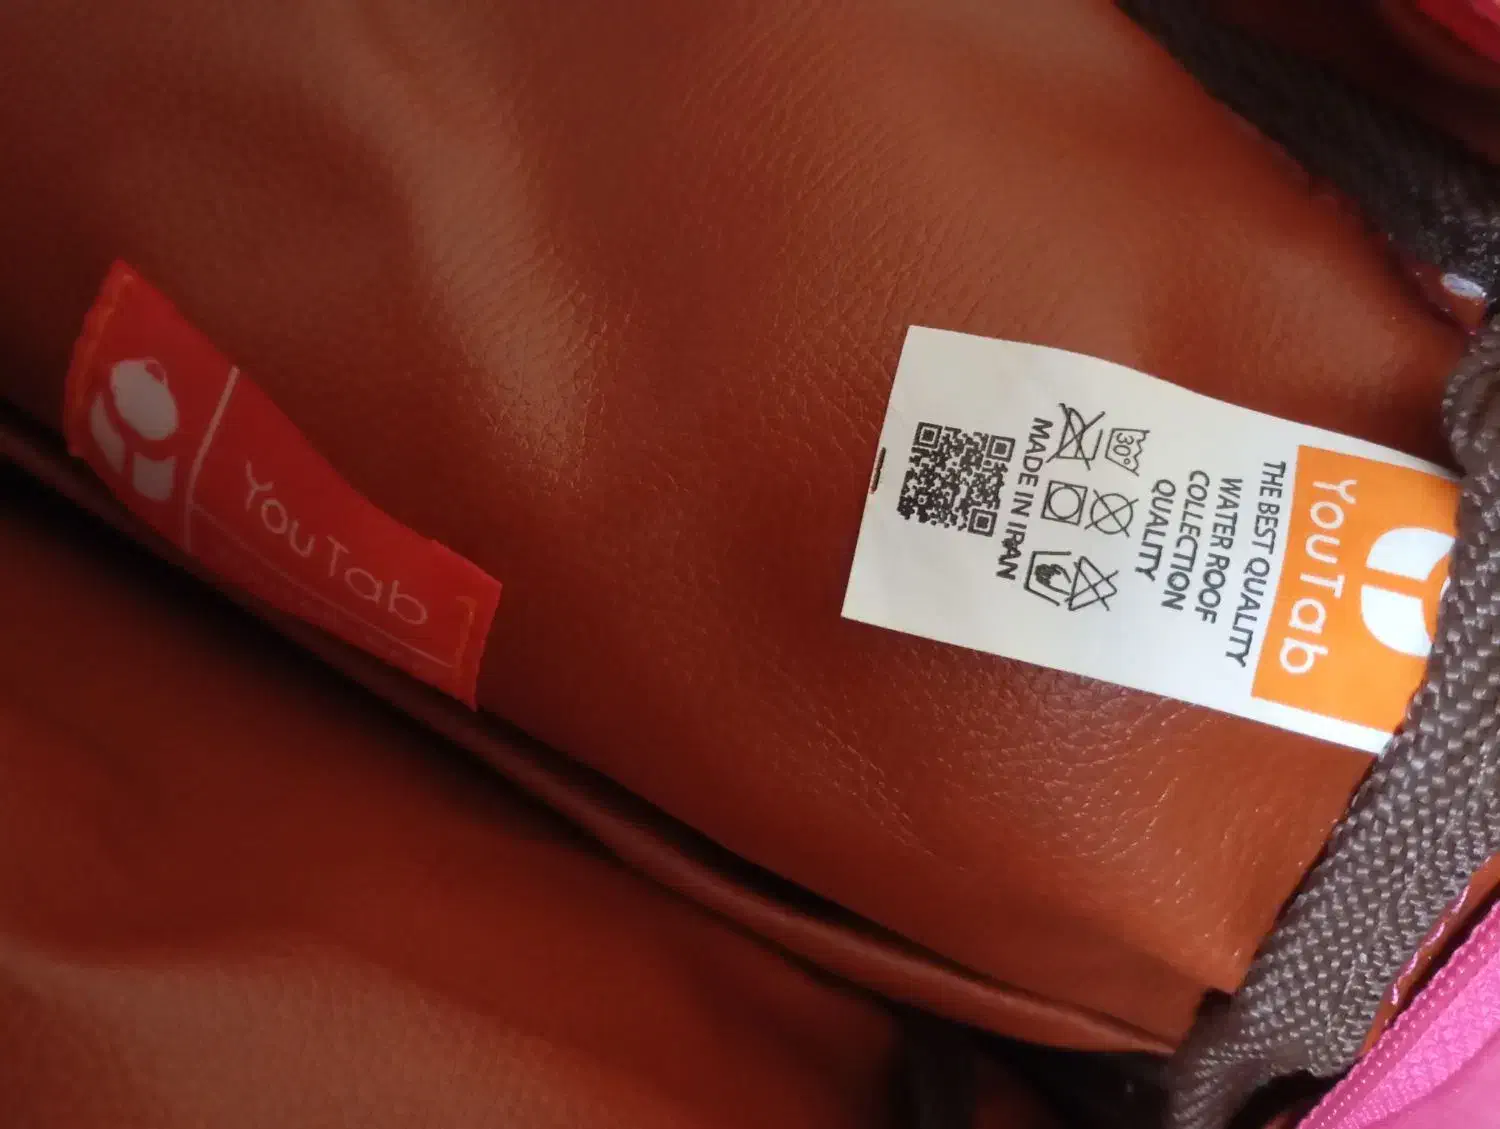 YouTab
YouTab
THE BEST QUALITY
WATER ROOF
COLLECTION
QUALITY
30°
MADE IN IRAN